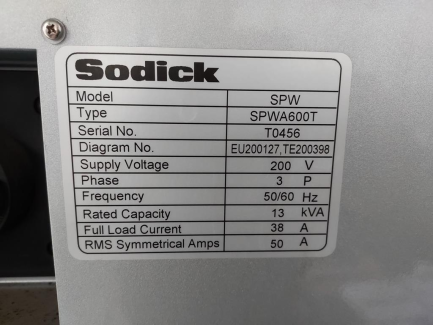 Sodick
Model SPW
Type SPWA600T
Serial No. T0456
Diagram No. EU200127,TE200398
Supply Voltage 200 V
Phase 3 P
Frequency 50/60 Hz
Rated Capacity 13 kVA
Full Load Current 38 A
RMS Symmetrical Amps 50 A